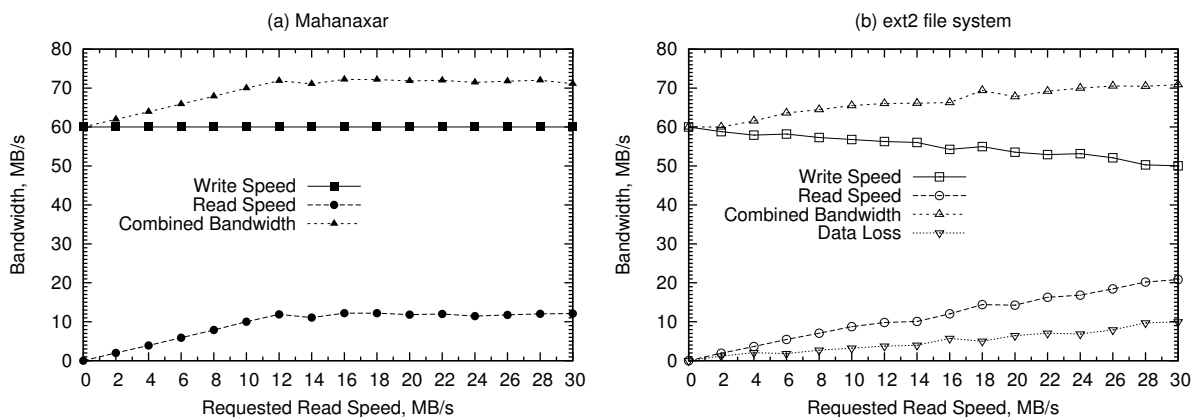 (a) Mahanaxar
80
70
60
50
40
30
20
10
0
Bandwidth, MB/s
Write Speed
Read Speed
Combined Bandwidth
0 2 4 6 8 10 12 14 16 18 20 22 24 26 28 30
Requested Read Speed, MB/s
(b) ext2 file system
80
70
60
50
40
30
20
10
0
Bandwidth, MB/s
Write Speed
Read Speed
Combined Bandwidth
Data Loss
0 2 4 6 8 10 12 14 16 18 20 22 24 26 28 30
Requested Read Speed, MB/s